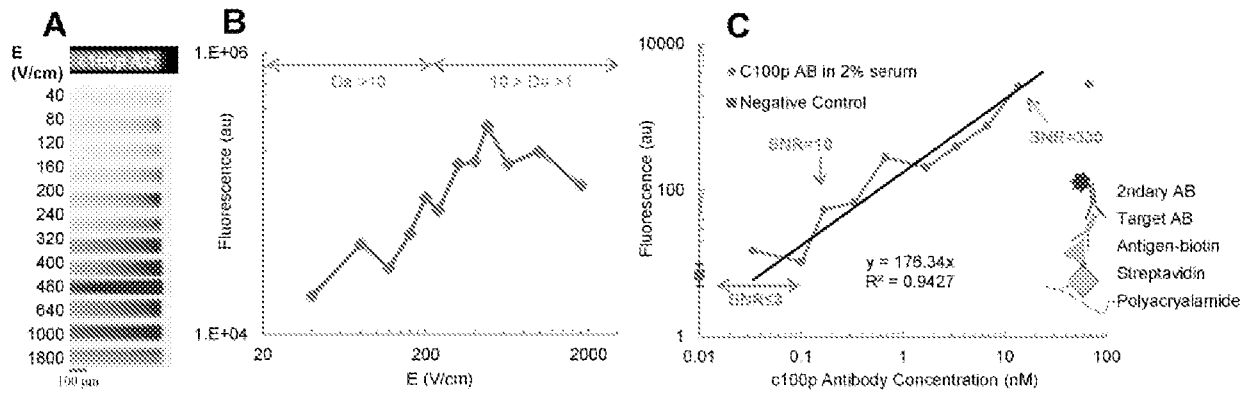 A
E
(V/cm)
40
80
120
160
200
240
320
400
480
640
1000
1800
100 µm
B
1.E+06
1.E+04
Fluorescence (au)
Da >10
10 > Da >1
20
200
2000
E (V/cm)
C
10000
100
1
Fluorescence (au)
C100p AB in 2% serum
Negative Control
SNR=10
SNR=330
SNR≤3
y = 176.34x
R² = 0.9427
2ndary AB
Target AB
Antigen-biotin
Streptavidin
Polyacryalamide
0.01
0.1
1
10
100
c100p Antibody Concentration (nM)